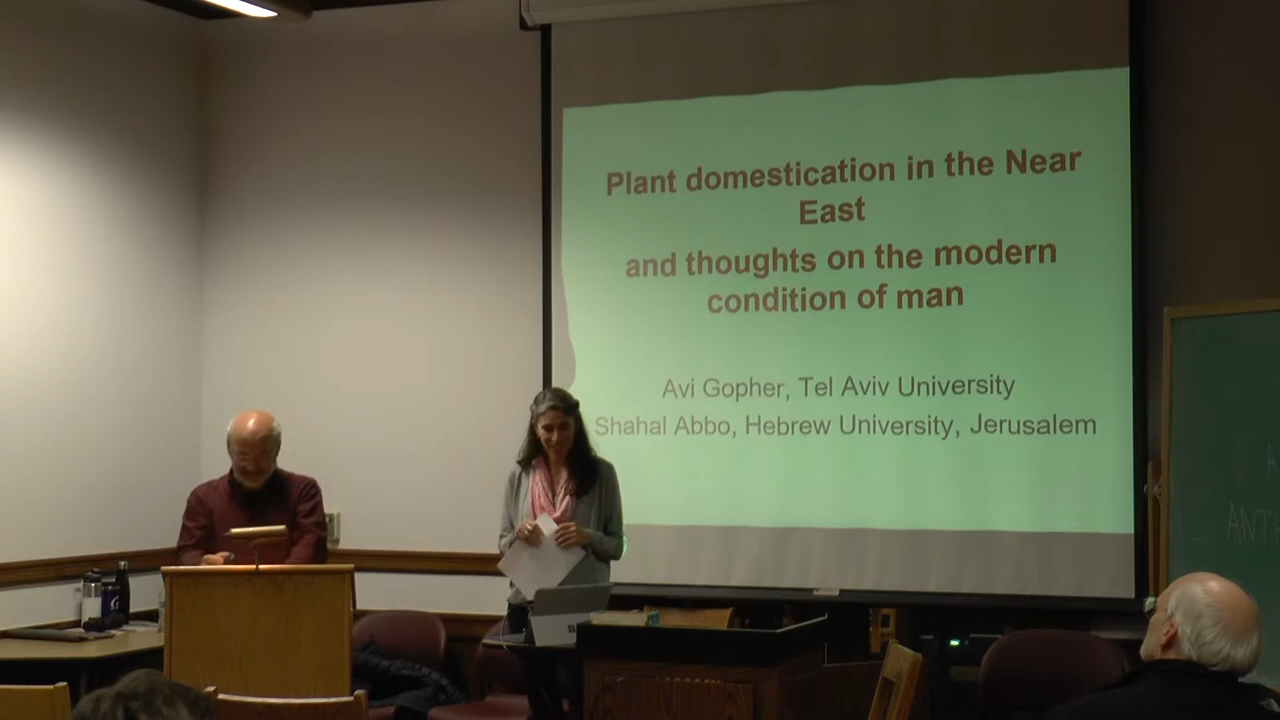 Plant domestication in the Near
East
and thoughts on the modern
condition of man
Avi Gopher, Tel Aviv University
Shahal Abbo, Hebrew University, Jerusalem
ANT